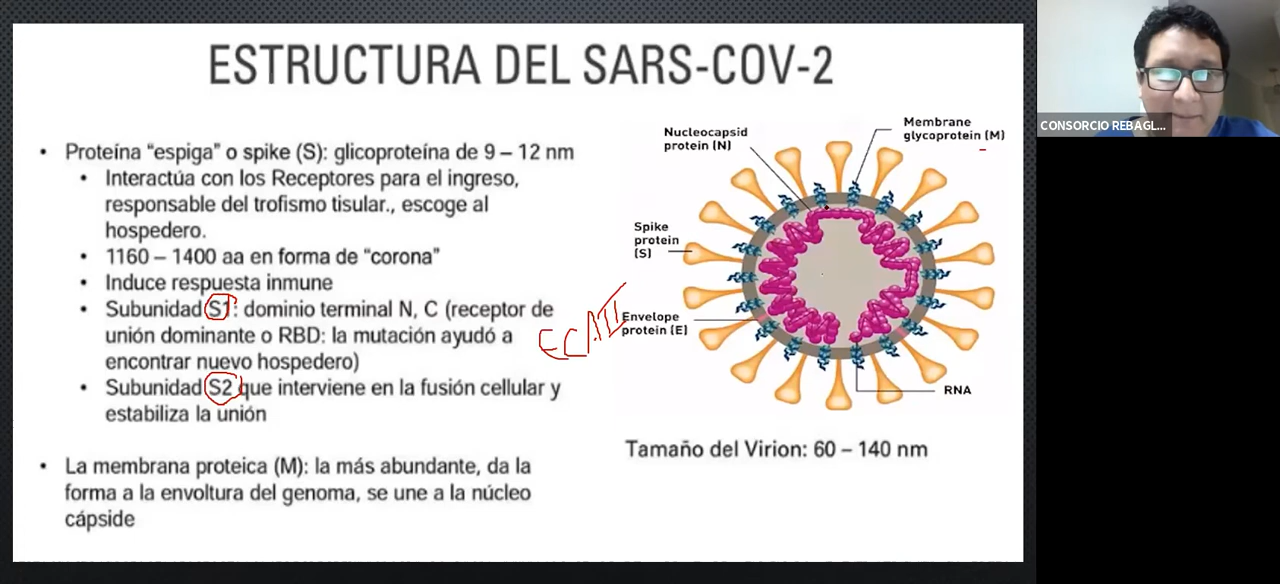 ESTRUCTURA DEL SARS-COV-2
• Proteína “espiga” o spike (S): glicoproteína de 9 – 12 nm
• Interactúa con los Receptores para el ingreso,
responsable del trofismo tisular., escoge al
hospedero.
• 1160 – 1400 aa en forma de “corona”
• Induce respuesta inmune
• Subunidad S1: dominio terminal N, C (receptor de
unión dominante o RBD: la mutación ayudó a
encontrar nuevo hospedero)
• Subunidad S2 que interviene en la fusión cellular y
estabiliza la unión
• La membrana proteica (M): la más abundante, da la
forma a la envoltura del genoma, se une a la núcleo
cápside
ECAII
Nucleocapsid
protein (N)
Membrane
glycoprotein (M)
Spike
protein
(S)
Envelope
protein (E)
RNA
Tamaño del Virion: 60 – 140 nm
CONSORCIO REBAGL...